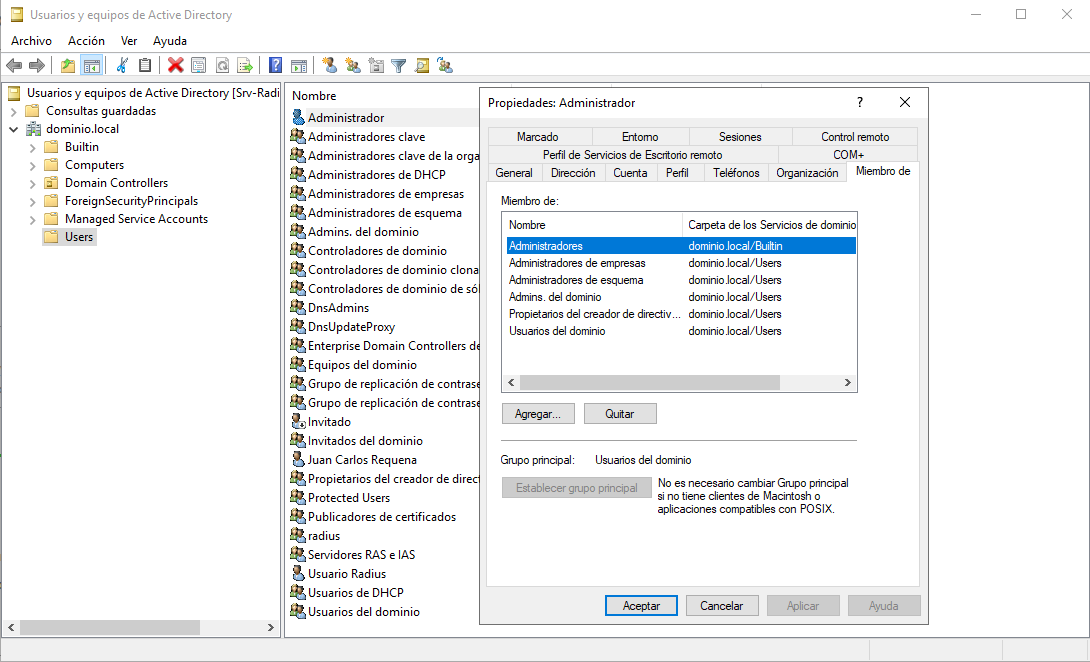 Usuarios y equipos de Active Directory
Archivo Acción Ver Ayuda
Usuarios y equipos de Active Directory [Srv-Radi
Consultas guardadas
dominio.local
Builtin
Computers
Domain Controllers
ForeignSecurityPrincipals
Managed Service Accounts
Users
Nombre
Administrador
Administradores clave
Administradores clave de la orga
Administradores de DHCP
Administradores de empresas
Administradores de esquema
Admins. del dominio
Controladores de dominio
Controladores de dominio clona
Controladores de dominio de sól
DnsAdmins
DnsUpdateProxy
Enterprise Domain Controllers de
Equipos del dominio
Grupo de replicación de contrase
Grupo de replicación de contrase
Invitado
Invitados del dominio
Juan Carlos Requena
Propietarios del creador de direct
Protected Users
Publicadores de certificados
radius
Servidores RAS e IAS
Usuario Radius
Usuarios de DHCP
Usuarios del dominio
Propiedades: Administrador
Marcado Entorno Sesiones Control remoto
Perfil de Servicios de Escritorio remoto COM+
General Dirección Cuenta Perfil Teléfonos Organización Miembro de
Miembro de:
Nombre Carpeta de los Servicios de dominio
Administradores dominio.local/Builtin
Administradores de empresas dominio.local/Users
Administradores de esquema dominio.local/Users
Admins. del dominio dominio.local/Users
Propietarios del creador de directiv... dominio.local/Users
Usuarios del dominio dominio.local/Users
Agregar... Quitar
Grupo principal: Usuarios del dominio
Establecer grupo principal
No es necesario cambiar Grupo principal
si no tiene clientes de Macintosh o
aplicaciones compatibles con POSIX.
Aceptar Cancelar Aplicar Ayuda